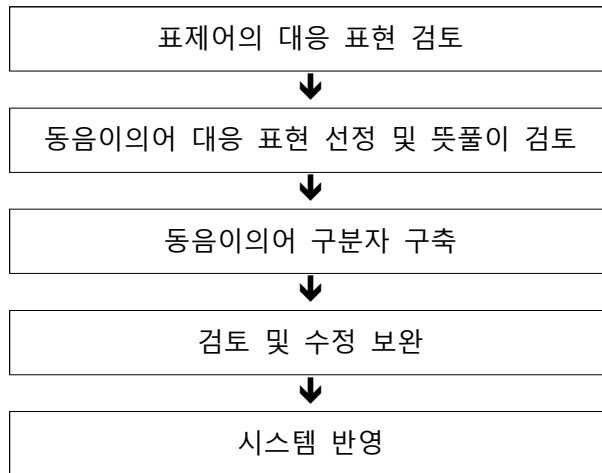 표제어의 대응 표현 검토
동음이의어 대응 표현 선정 및 뜻풀이 검토
동음이의어 구분자 구축
검토 및 수정 보완
시스템 반영